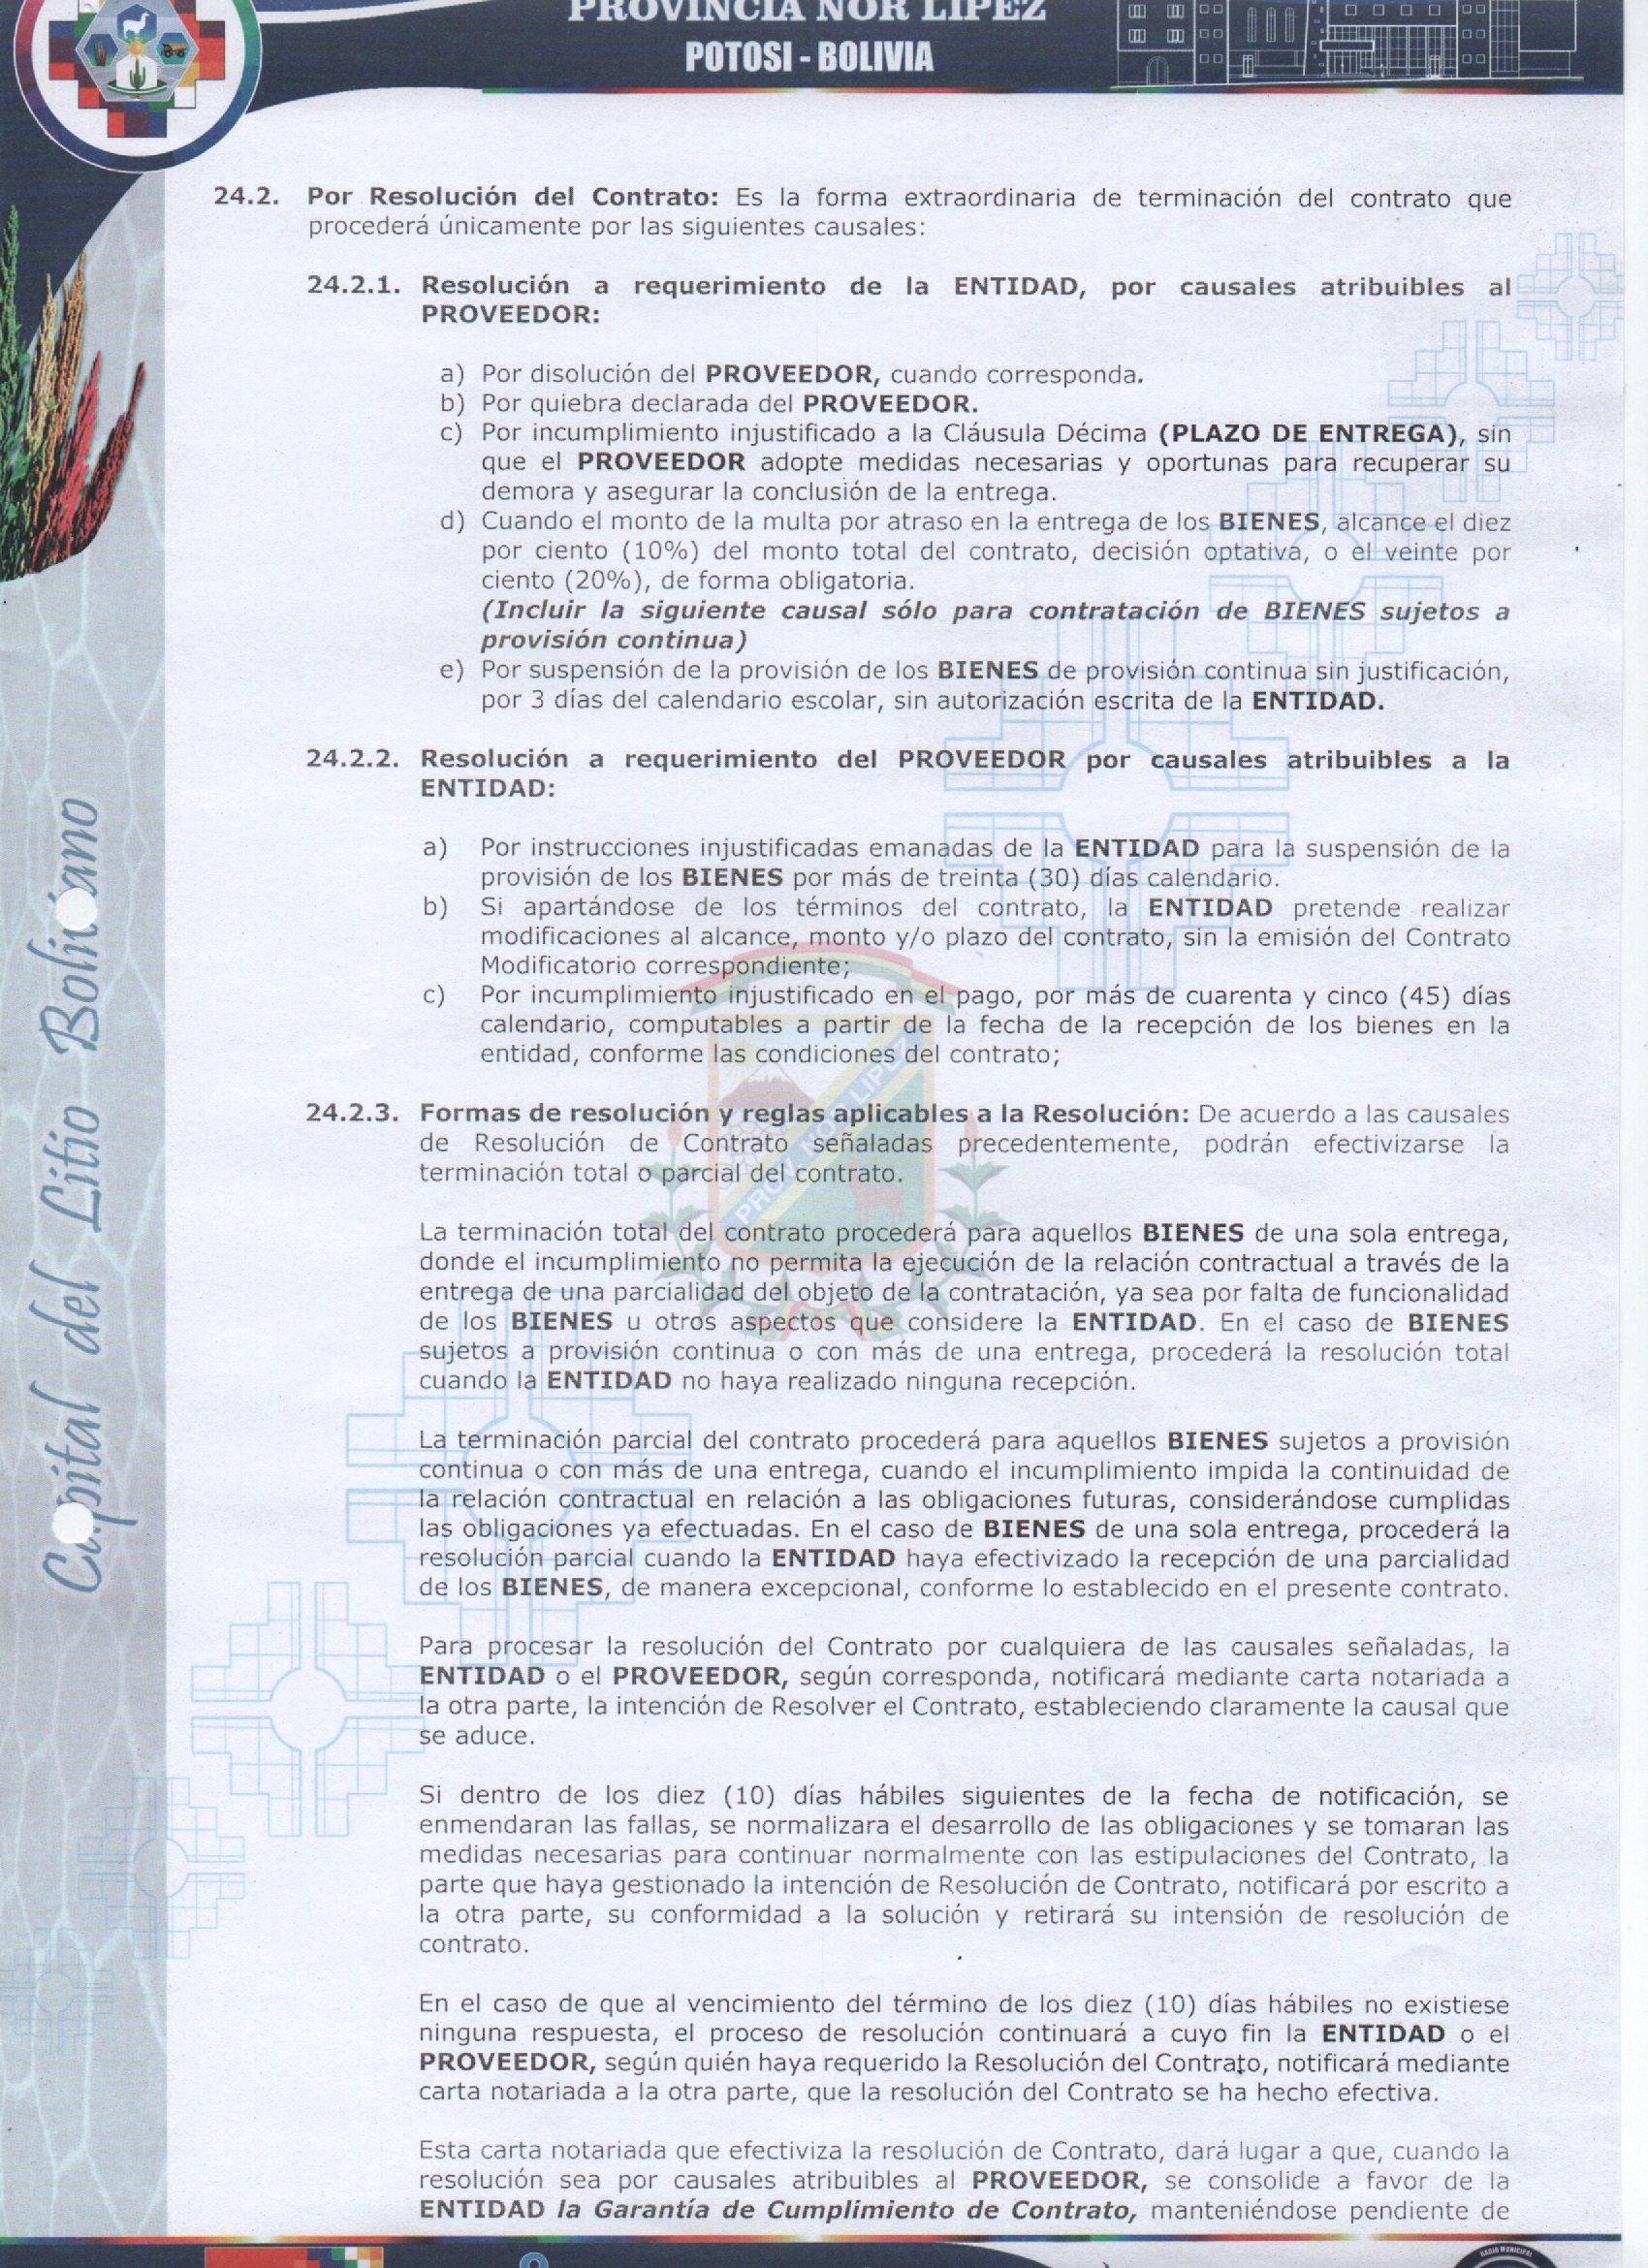 PROVINCIA NOR LIPEZ
POTOSI - BOLIVIA
24.2. Por Resolución del Contrato: Es la forma extraordinaria de terminación del contrato que
procederá únicamente por las siguientes causales:
24.2.1. Resolución a requerimiento de la ENTIDAD, por causales atribuibles al
PROVEEDOR:
a) Por disolución del PROVEEDOR, cuando corresponda.
b) Por quiebra declarada del PROVEEDOR.
c) Por incumplimiento injustificado a la Cláusula Décima (PLAZO DE ENTREGA), sin
que el PROVEEDOR adopte medidas necesarias y oportunas para recuperar su
demora y asegurar la conclusión de la entrega.
d) Cuando el monto de la multa por atraso en la entrega de los BIENES, alcance el diez
por ciento (10%) del monto total del contrato, decisión optativa, o el veinte por
ciento (20%), de forma obligatoria.
(Incluir la siguiente causal sólo para contratación de BIENES sujetos a
provisión continua)
e) Por suspensión de la provisión de los BIENES de provisión continua sin justificación,
por 3 días del calendario escolar, sin autorización escrita de la ENTIDAD.
24.2.2. Resolución a requerimiento del PROVEEDOR por causales atribuibles a la
ENTIDAD:
a) Por instrucciones injustificadas emanadas de la ENTIDAD para la suspensión de la
provisión de los BIENES por más de treinta (30) días calendario.
b) Si apartándose de los términos del contrato, la ENTIDAD pretende realizar
modificaciones al alcance, monto y/o plazo del contrato, sin la emisión del Contrato
Modificatorio correspondiente;
c) Por incumplimiento injustificado en el pago, por más de cuarenta y cinco (45) días
calendario, computables a partir de la fecha de la recepción de los bienes en la
entidad, conforme las condiciones del contrato;
24.2.3. Formas de resolución y reglas aplicables a la Resolución: De acuerdo a las causales
de Resolución de Contrato señaladas precedentemente, podrán efectivizarse la
terminación total o parcial del contrato.
La terminación total del contrato procederá para aquellos BIENES de una sola entrega,
donde el incumplimiento no permita la ejecución de la relación contractual a través de la
entrega de una parcialidad del objeto de la contratación, ya sea por falta de funcionalidad
de los BIENES u otros aspectos que considere la ENTIDAD. En el caso de BIENES
sujetos a provisión continua o con más de una entrega, procederá la resolución total
cuando la ENTIDAD no haya realizado ninguna recepción.
La terminación parcial del contrato procederá para aquellos BIENES sujetos a provisión
continua o con más de una entrega, cuando el incumplimiento impida la continuidad de
la relación contractual en relación a las obligaciones futuras, considerándose cumplidas
las obligaciones ya efectuadas. En el caso de BIENES de una sola entrega, procederá la
resolución parcial cuando la ENTIDAD haya efectivizado la recepción de una parcialidad
de los BIENES, de manera excepcional, conforme lo establecido en el presente contrato.
Para procesar la resolución del Contrato por cualquiera de las causales señaladas, la
ENTIDAD o el PROVEEDOR, según corresponda, notificará mediante carta notariada a
la otra parte, la intención de Resolver el Contrato, estableciendo claramente la causal que
se aduce.
Si dentro de los diez (10) días hábiles siguientes de la fecha de notificación, se
enmendaran las fallas, se normalizara el desarrollo de las obligaciones y se tomaran las
medidas necesarias para continuar normalmente con las estipulaciones del Contrato, la
parte que haya gestionado la intención de Resolución de Contrato, notificará por escrito a
la otra parte, su conformidad a la solución y retirará su intensión de resolución de
contrato.
En el caso de que al vencimiento del término de los diez (10) días hábiles no existiese
ninguna respuesta, el proceso de resolución continuará a cuyo fin la ENTIDAD o el
PROVEEDOR, según quién haya requerido la Resolución del Contrato, notificará mediante
carta notariada a la otra parte, que la resolución del Contrato se ha hecho efectiva.
Esta carta notariada que efectiviza la resolución de Contrato, dará lugar a que, cuando la
resolución sea por causales atribuibles al PROVEEDOR, se consolide a favor de la
ENTIDAD la Garantía de Cumplimiento de Contrato, manteniéndose pendiente de
Capital del Litio Boliviano
PROV. NOR LIPEZ
RADIO MUNICIPAL